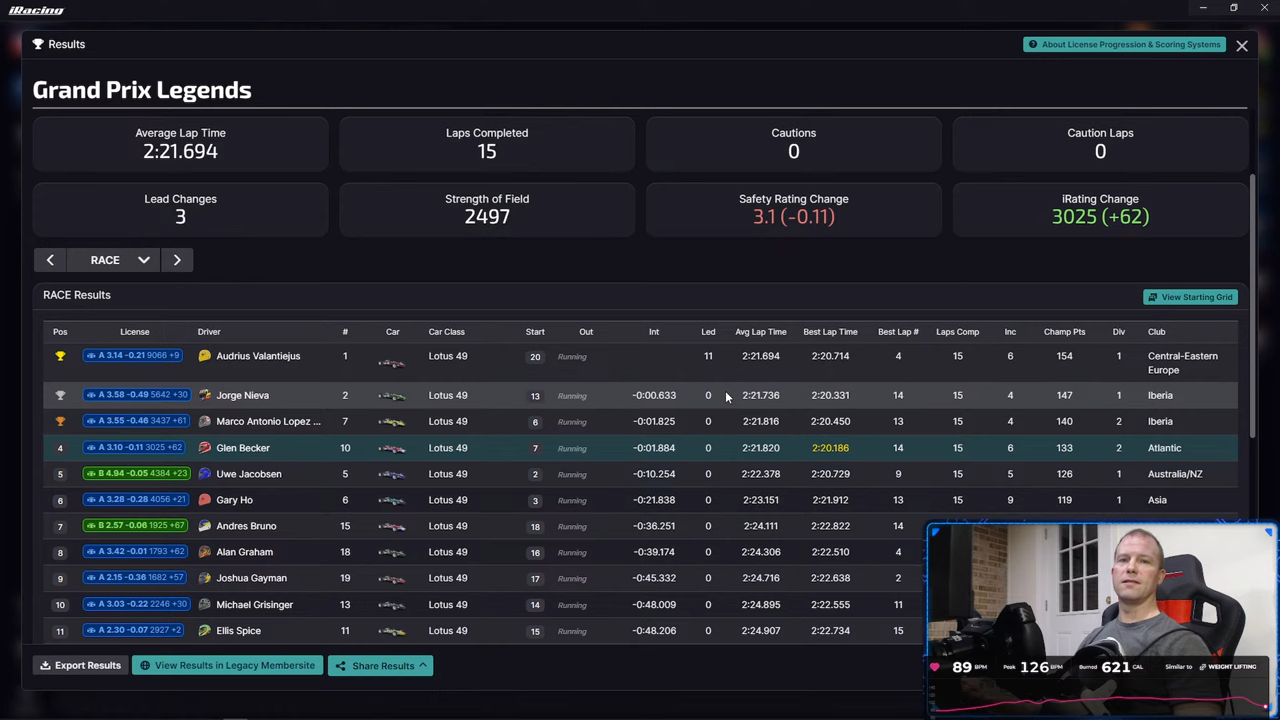 iRacing
Results
About License Progression & Scoring Systems
Grand Prix Legends
Average Lap Time
2:21.694
Laps Completed
15
Cautions
0
Caution Laps
0
Lead Changes
3
Strength of Field
2497
Safety Rating Change
3.1 (-0.11)
iRating Change
3025 (+62)
RACE
RACE Results
View Starting Grid
Pos License Driver # Car Car Class Start Out Int Led Avg Lap Time Best Lap Time Best Lap # Laps Comp Inc Champ Pts Div Club
A 3.14 -0.21 9066 +9 Audrius Valantiejus 1 Lotus 49 20 Running 11 2:21.694 2:20.714 4 15 6 154 1 Central-Eastern
Europe
A 3.58 -0.49 5642 +30 Jorge Nieva 2 Lotus 49 13 Running -0:00.633 0 2:21.736 2:20.331 14 15 4 147 1 Iberia
A 3.55 -0.46 3437 +61 Marco Antonio Lopez ... 7 Lotus 49 6 Running -0:01.825 0 2:21.816 2:20.450 13 15 4 140 2 Iberia
4 A 3.10 -0.11 3025 +62 Glen Becker 10 Lotus 49 7 Running -0:01.884 0 2:21.820 2:20.186 14 15 6 133 2 Atlantic
5 B 4.94 -0.05 4384 +23 Uwe Jacobsen 5 Lotus 49 2 Running -0:10.254 0 2:22.378 2:20.729 14 15 5 126 1 Australia/NZ
6 A 3.28 -0.28 4056 +21 Gary Ho 6 Lotus 49 3 Running -0:21.838 0 2:23.151 2:21.912 13 15 9 119 1 Asia
7 B 2.57 -0.06 1925 +67 Andres Bruno 15 Lotus 49 18 Running -0:36.251 0 2:24.111 2:22.822 14
8 A 3.42 -0.01 1793 +62 Alan Graham 18 Lotus 49 16 Running -0:39.174 0 2:24.306 2:22.510 4
9 A 2.15 -0.36 1682 +57 Joshua Gayman 19 Lotus 49 17 Running -0:45.332 0 2:24.716 2:22.638 2
10 A 3.03 -0.22 2246 +30 Michael Grisinger 13 Lotus 49 14 Running -0:48.009 0 2:24.895 2:22.555 11
11 A 2.30 -0.07 2927 +2 Ellis Spice 11 Lotus 49 15 Running -0:48.206 0 2:24.907 2:22.734 15
Export Results
View Results in Legacy Membersite
Share Results
89 BPM Peak 126 BPM Burned 621 CAL Similar to WEIGHT LIFTING